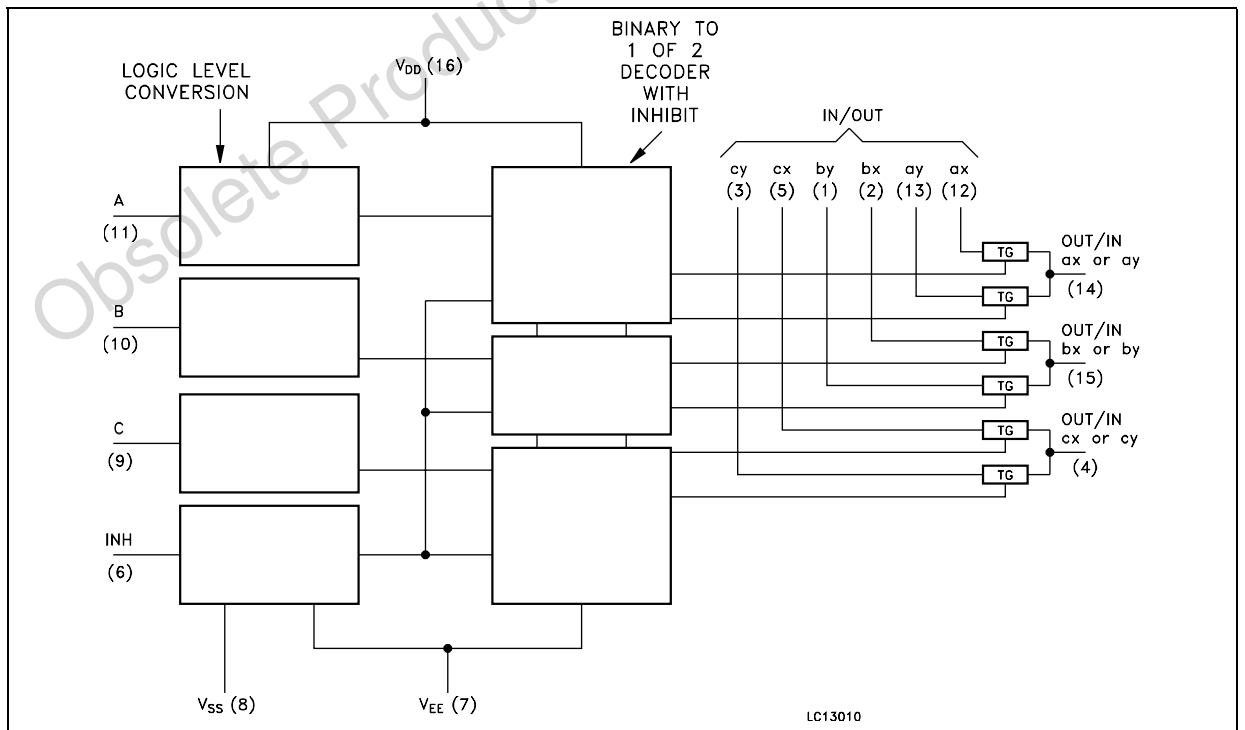 Obsolete Product
LOGIC LEVEL
CONVERSION
VDD (16)
BINARY TO
1 OF 2
DECODER
WITH
INHIBIT
IN/OUT
cy cx by bx ay ax
(3) (5) (1) (2) (13) (12)
A
(11)
B
(10)
C
(9)
INH
(6)
TG
TG
TG
TG
TG
TG
OUT/IN
ax or ay
(14)
OUT/IN
bx or by
(15)
OUT/IN
cx or cy
(4)
VSS (8)
VEE (7)
LC13010